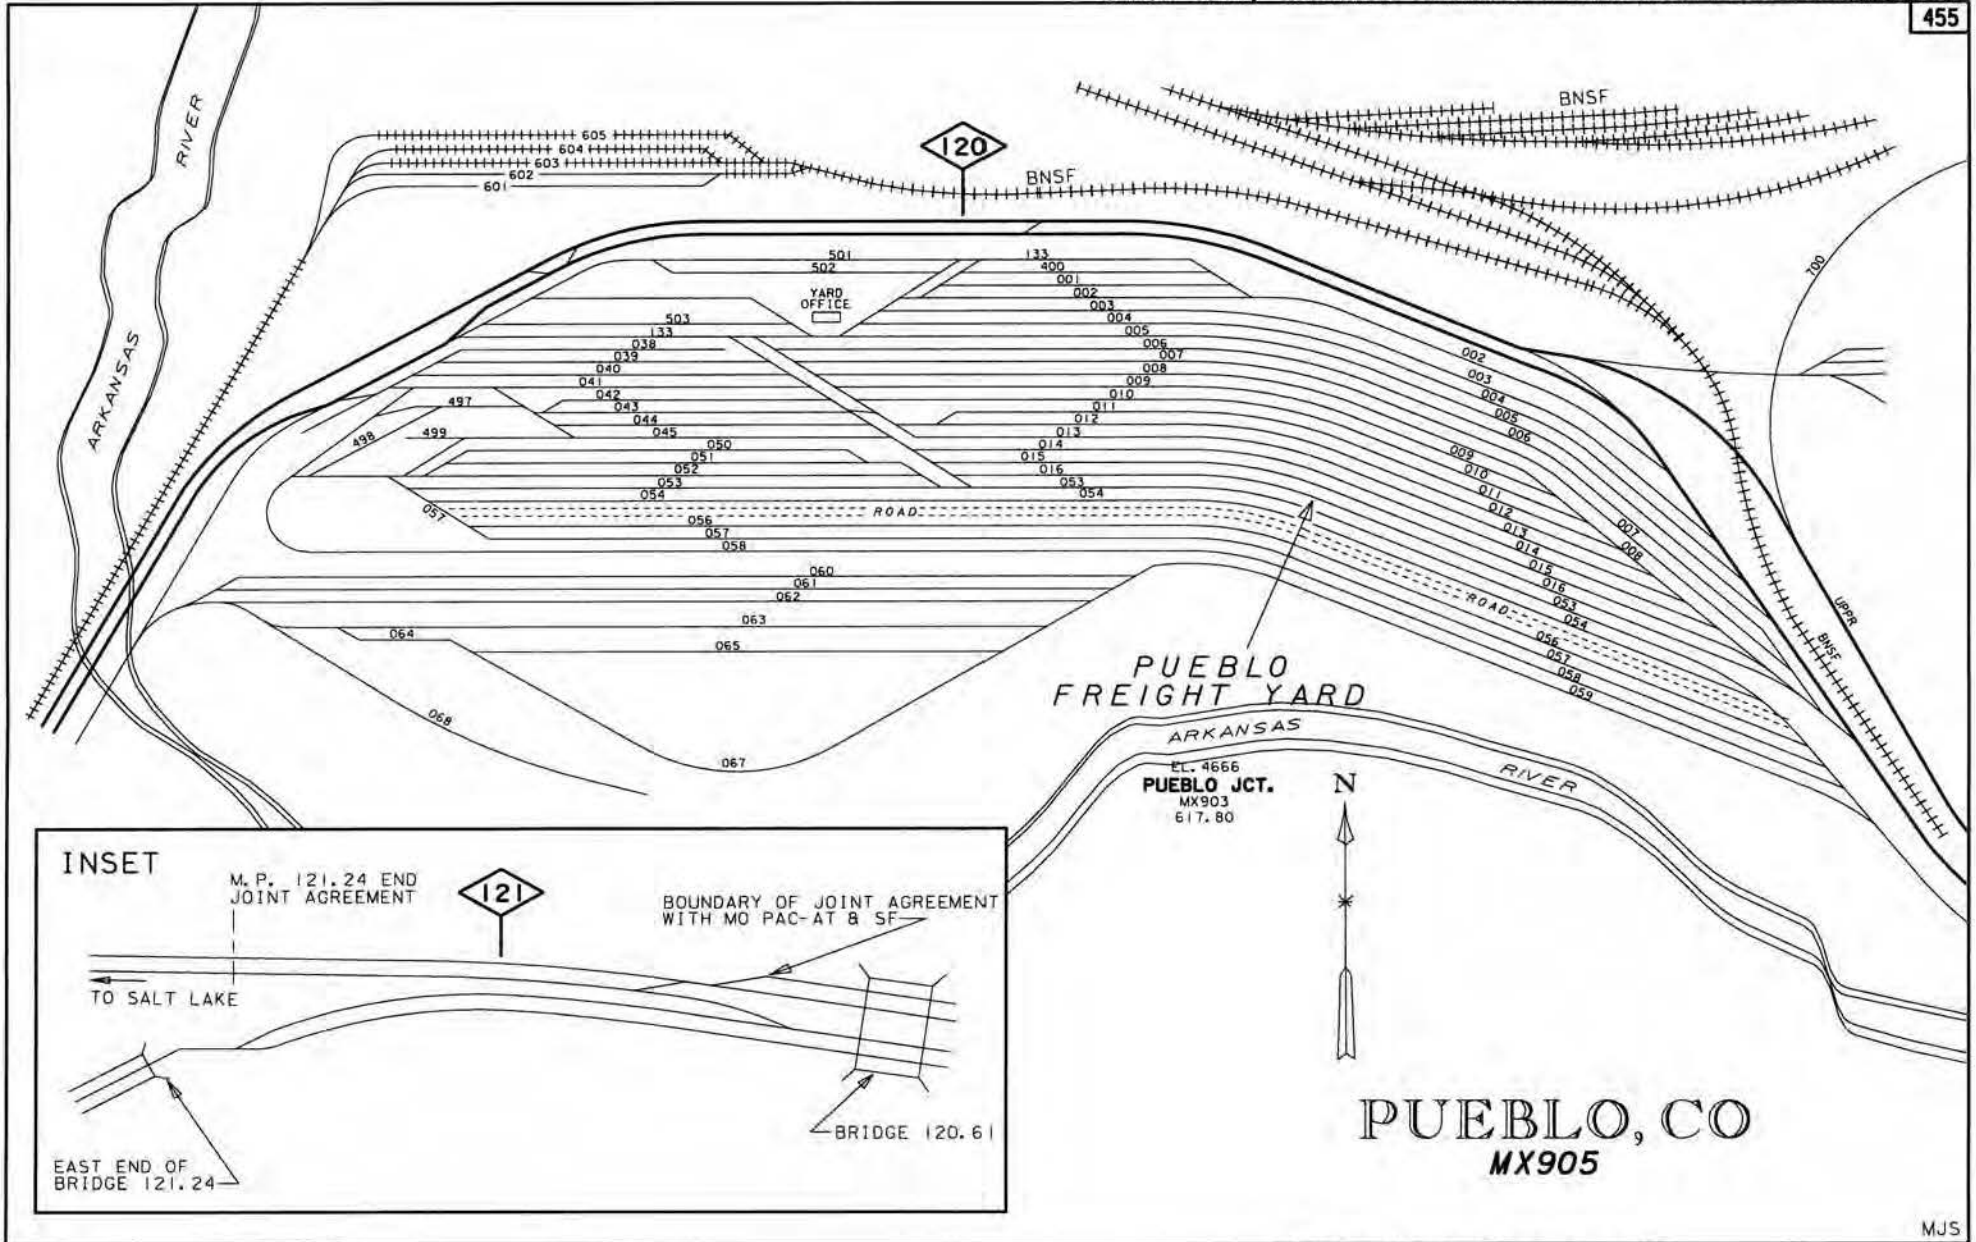 455
ARKANSAS
RIVER
605
604
603
602
601
120
BNSF
BNSF
700
501
502
133
400
001
002
003
004
005
006
007
008
009
010
011
012
013
014
015
016
053
054
YARD
OFFICE
503
133
038
039
040
041
042
043
044
045
497
498
499
050
051
052
053
054
057
ROAD
056
057
058
060
061
062
063
064
065
067
068
002
003
004
005
006
009
010
011
012
013
014
015
016
053
054
007
008
ROAD
056
057
058
059
UPRR
BNSF
PUEBLO
FREIGHT YARD
ARKANSAS
RIVER
EL. 4666
PUEBLO JCT.
MX903
617.80
N
INSET
M. P. 121.24 END
JOINT AGREEMENT
121
BOUNDARY OF JOINT AGREEMENT
WITH MO PAC-AT & SF
TO SALT LAKE
BRIDGE 120.61
EAST END OF
BRIDGE 121.24
PUEBLO, CO
MX905
MJS